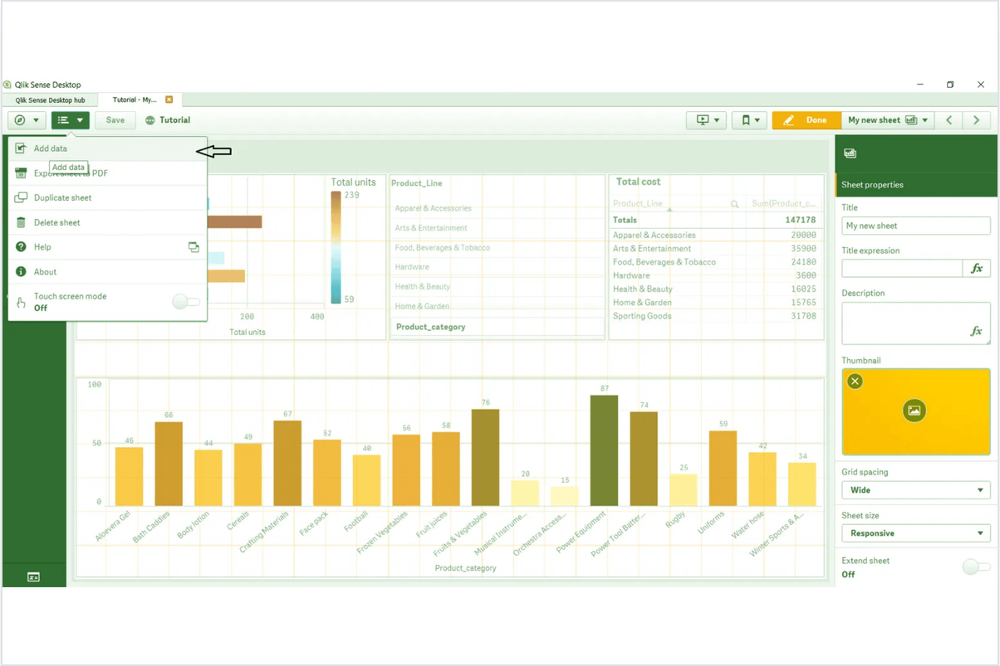 Qlik Sense Desktop
Qlik Sense Desktop hub
Tutorial - My...
Save
Tutorial
Done
My new sheet
Add data
Add data
Export sheet to PDF
Duplicate sheet
Delete sheet
Help
About
Touch screen mode
Off
200
400
Total units
Total units
239
59
Product_Line
Apparel & Accessories
Arts & Entertainment
Food, Beverages & Tobacco
Hardware
Health & Beauty
Home & Garden
Product_category
Total cost
Product_Line
Sum(Product_c...
Totals 147178
Apparel & Accessories 20000
Arts & Entertainment 35900
Food, Beverages & Tobacco 24180
Hardware 3600
Health & Beauty 16025
Home & Garden 15765
Sporting Goods 31708
100
50
0
46
66
44
49
67
52
40
56
58
76
20
15
87
74
25
59
42
34
Aloevera Gel
Bath Caddies
Body lotion
Cereals
Crafting Materials
Face pack
Football
Frozen Vegetables
Fruit juices
Fruits & Vegetables
Musical Instrume...
Orchestra Access...
Power Equipment
Power Tool Batter...
Rugby
Uniforms
Water hose
Winter Sports & A...
Product_category
Sheet properties
Title
My new sheet
Title expression
fx
Description
fx
Thumbnail
Grid spacing
Wide
Sheet size
Responsive
Extend sheet
Off